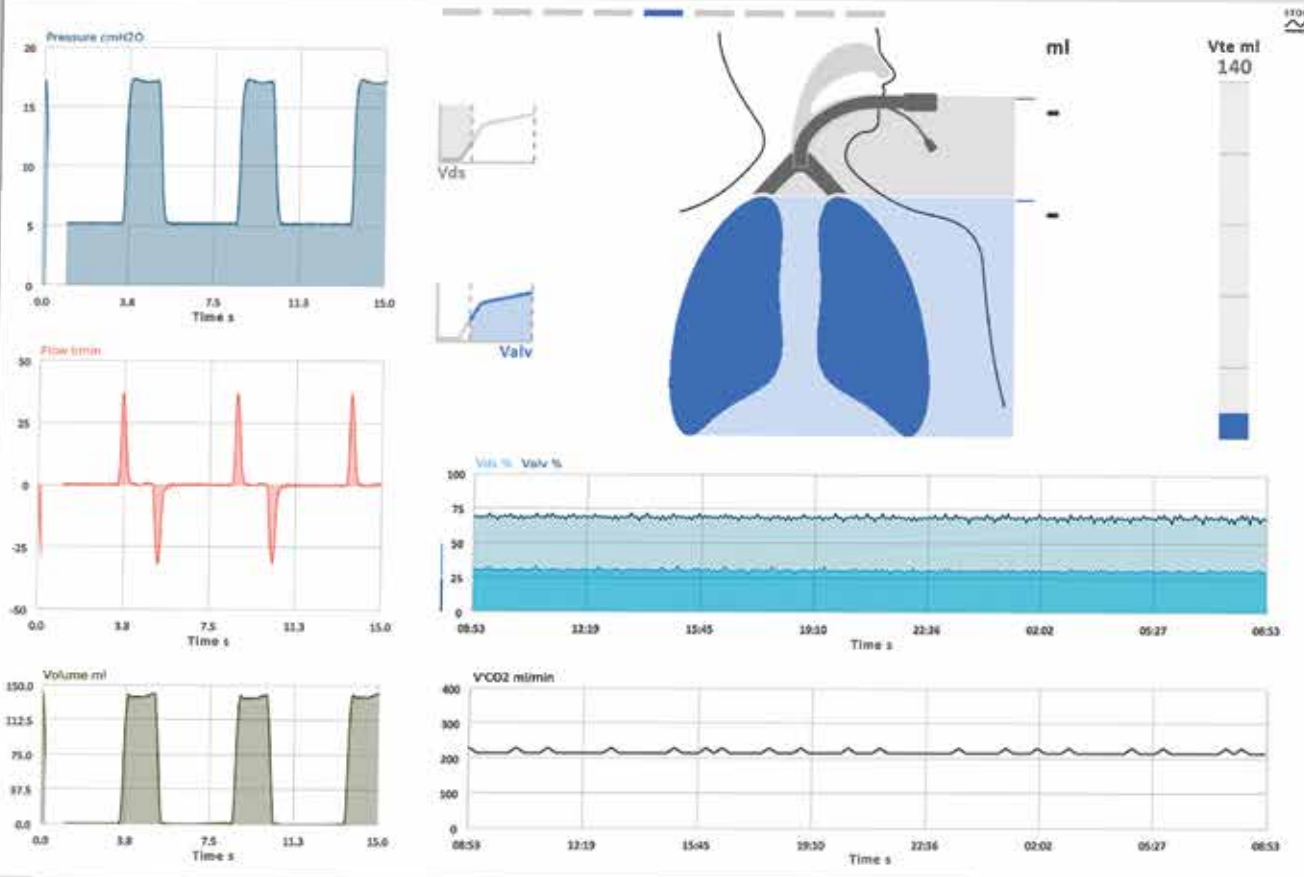 Pressure cmH2O
20
15
10
5
0
0.0 3.8 7.5 11.3 15.0
Time s
Flow l/min
50
25
0
-25
-50
0.0 3.8 7.5 11.3 15.0
Time s
Volume ml
150.0
112.5
75.0
37.5
0.0
0.0 3.8 7.5 11.3 15.0
Time s
Vds
Valv
ml
-
-
Vte ml
140
Vds % Valv %
100
75
50
25
0
08:53 12:19 15:45 19:10 22:36 02:02 05:27 08:53
Time s
V'CO2 ml/min
400
300
200
100
0
08:53 12:19 15:45 19:10 22:36 02:02 05:27 08:53
Time s